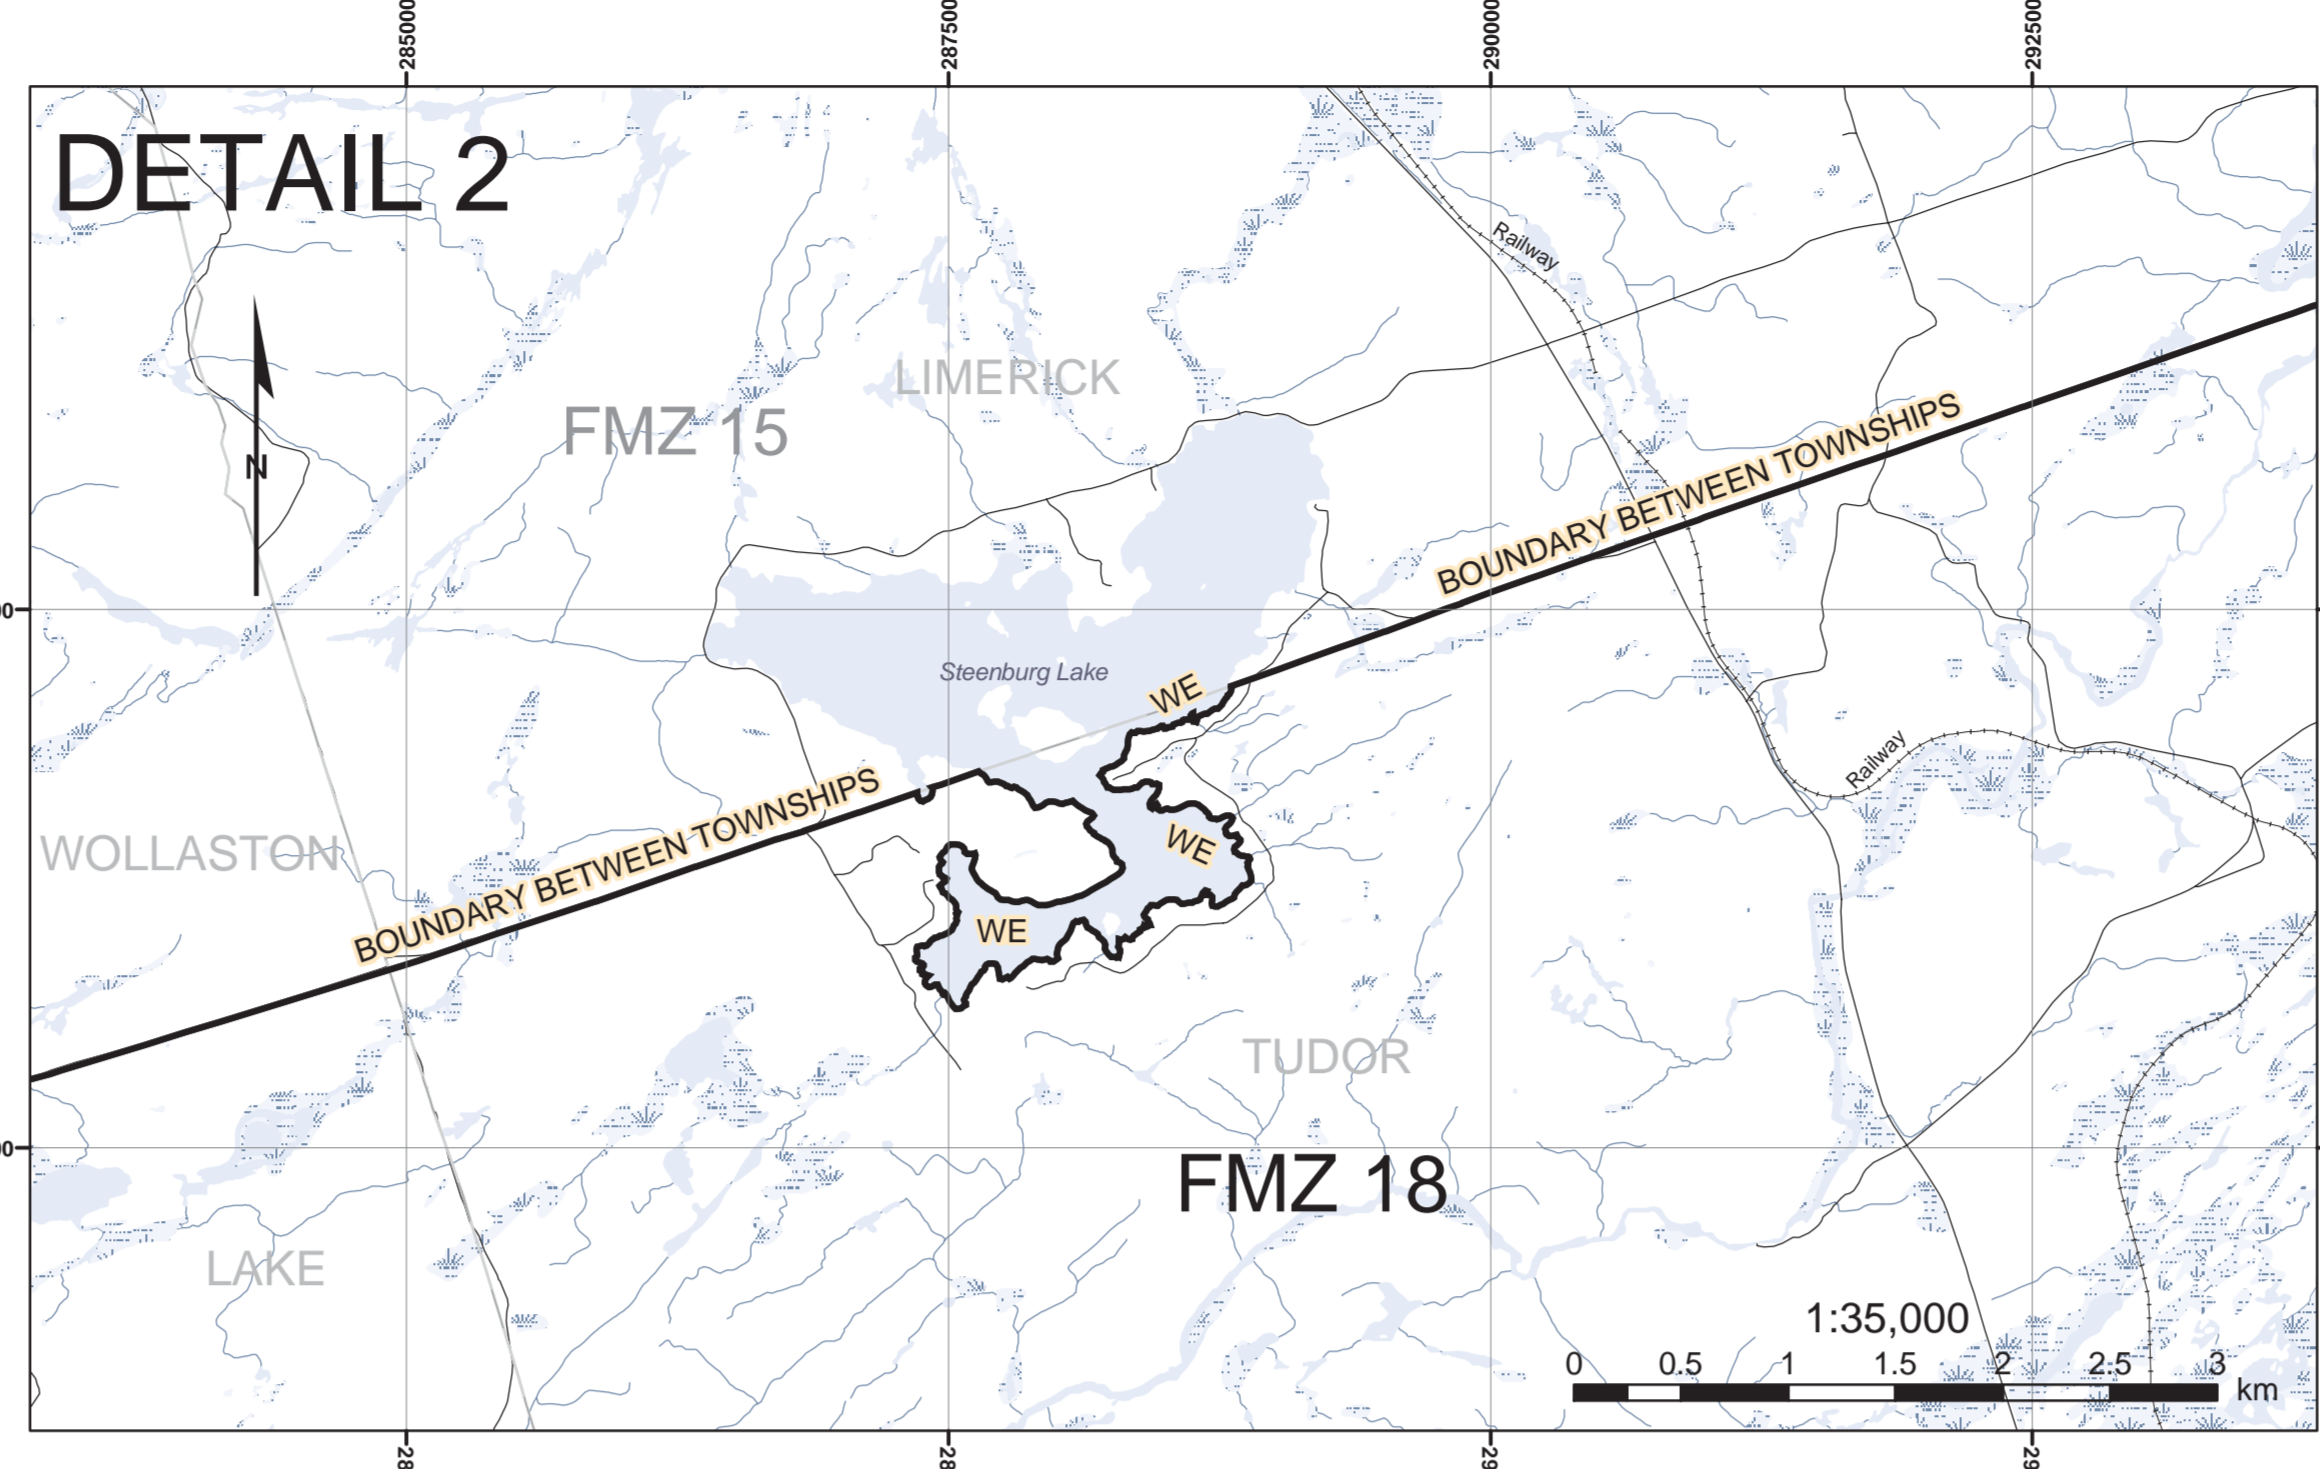 285000
287500
290000
292500
DETAIL 2
Railway
LIMERICK
FMZ 15
BOUNDARY BETWEEN TOWNSHIPS
N
00
Steenburg Lake
WE
Railway
BOUNDARY BETWEEN TOWNSHIPS
WE
WOLLASTON
WE
TUDOR
00
FMZ 18
LAKE
1:35,000
0 0.5 1 1.5 2 2.5 3
km